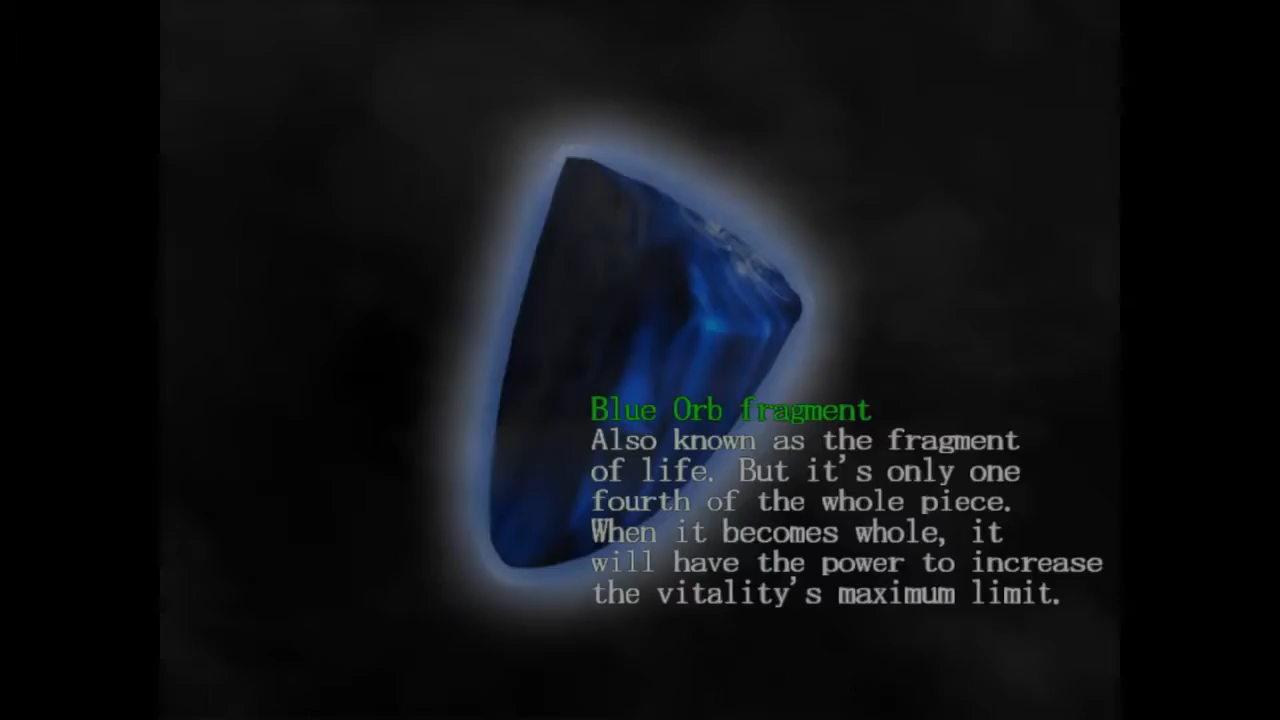 Blue Orb fragment
Also known as the fragment
of life. But it's only one
fourth of the whole piece.
When it becomes whole, it
will have the power to increase
the vitality's maximum limit.